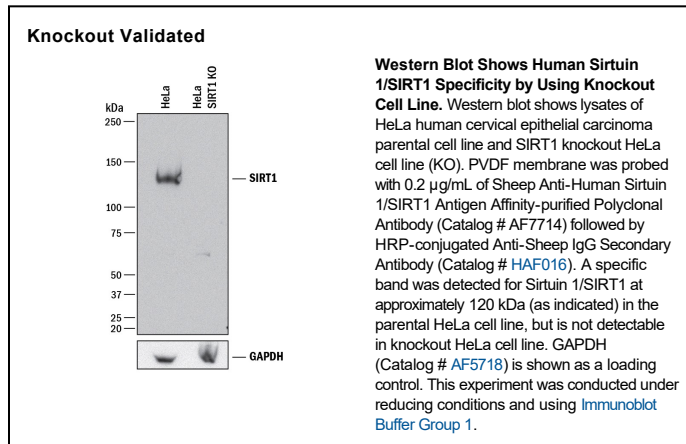 Knockout Validated
HeLa
HeLa
SIRT1 KO
kDa
250
150
100
75
50
37
25
20
SIRT1
GAPDH
Western Blot Shows Human Sirtuin
1/SIRT1 Specificity by Using Knockout
Cell Line. Western blot shows lysates of
HeLa human cervical epithelial carcinoma
parental cell line and SIRT1 knockout HeLa
cell line (KO). PVDF membrane was probed
with 0.2 µg/mL of Sheep Anti-Human Sirtuin
1/SIRT1 Antigen Affinity-purified Polyclonal
Antibody (Catalog # AF7714) followed by
HRP-conjugated Anti-Sheep IgG Secondary
Antibody (Catalog # HAF016). A specific
band was detected for Sirtuin 1/SIRT1 at
approximately 120 kDa (as indicated) in the
parental HeLa cell line, but is not detectable
in knockout HeLa cell line. GAPDH
(Catalog # AF5718) is shown as a loading
control. This experiment was conducted under
reducing conditions and using Immunoblot
Buffer Group 1.